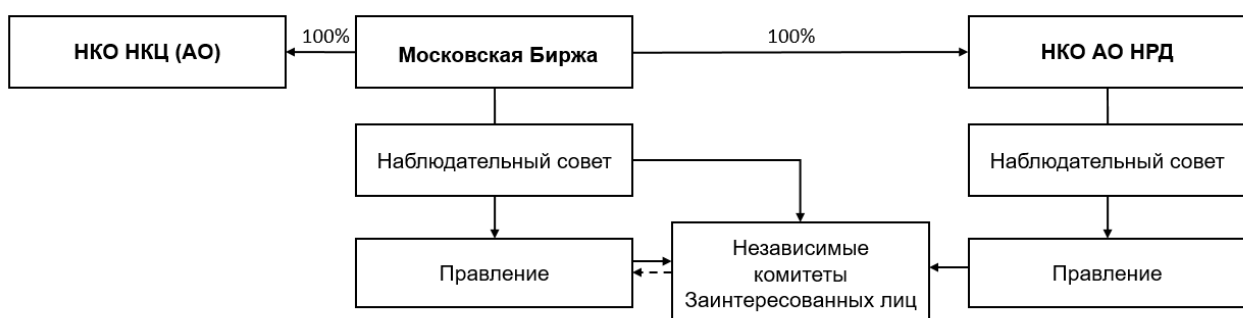 НКО НКЦ (АО)
100%
Московская Биржа
100%
НКО АО НРД
Наблюдательный совет
Наблюдательный совет
Правление
Независимые
комитеты
Заинтересованных лиц
Правление